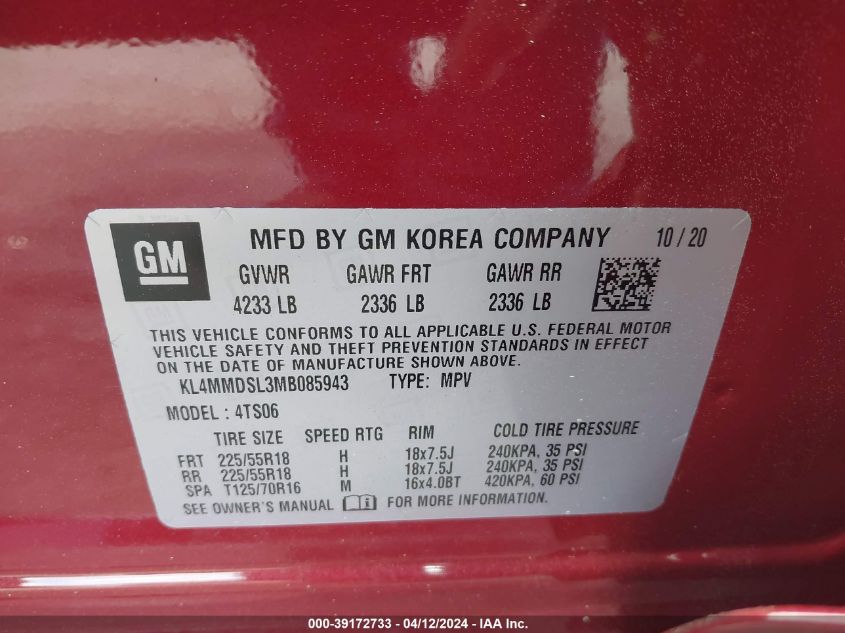 GM
MFD BY GM KOREA COMPANY 10 / 20
GVWR GAWR FRT GAWR RR
4233 LB 2336 LB 2336 LB
THIS VEHICLE CONFORMS TO ALL APPLICABLE U.S. FEDERAL MOTOR
VEHICLE SAFETY AND THEFT PREVENTION STANDARDS IN EFFECT
ON THE DATE OF MANUFACTURE SHOWN ABOVE.
KL4MMDSL3MB085943 TYPE: MPV
MODEL : 4TS06
TIRE SIZE SPEED RTG RIM COLD TIRE PRESSURE
FRT 225/55R18 H 18x7.5J 240KPA, 35 PSI
RR 225/55R18 H 18x7.5J 240KPA, 35 PSI
SPA T125/70R16 M 16x4.0BT 420KPA, 60 PSI
SEE OWNER'S MANUAL i FOR MORE INFORMATION.
000-39172733 - 04/12/2024 - IAA Inc.